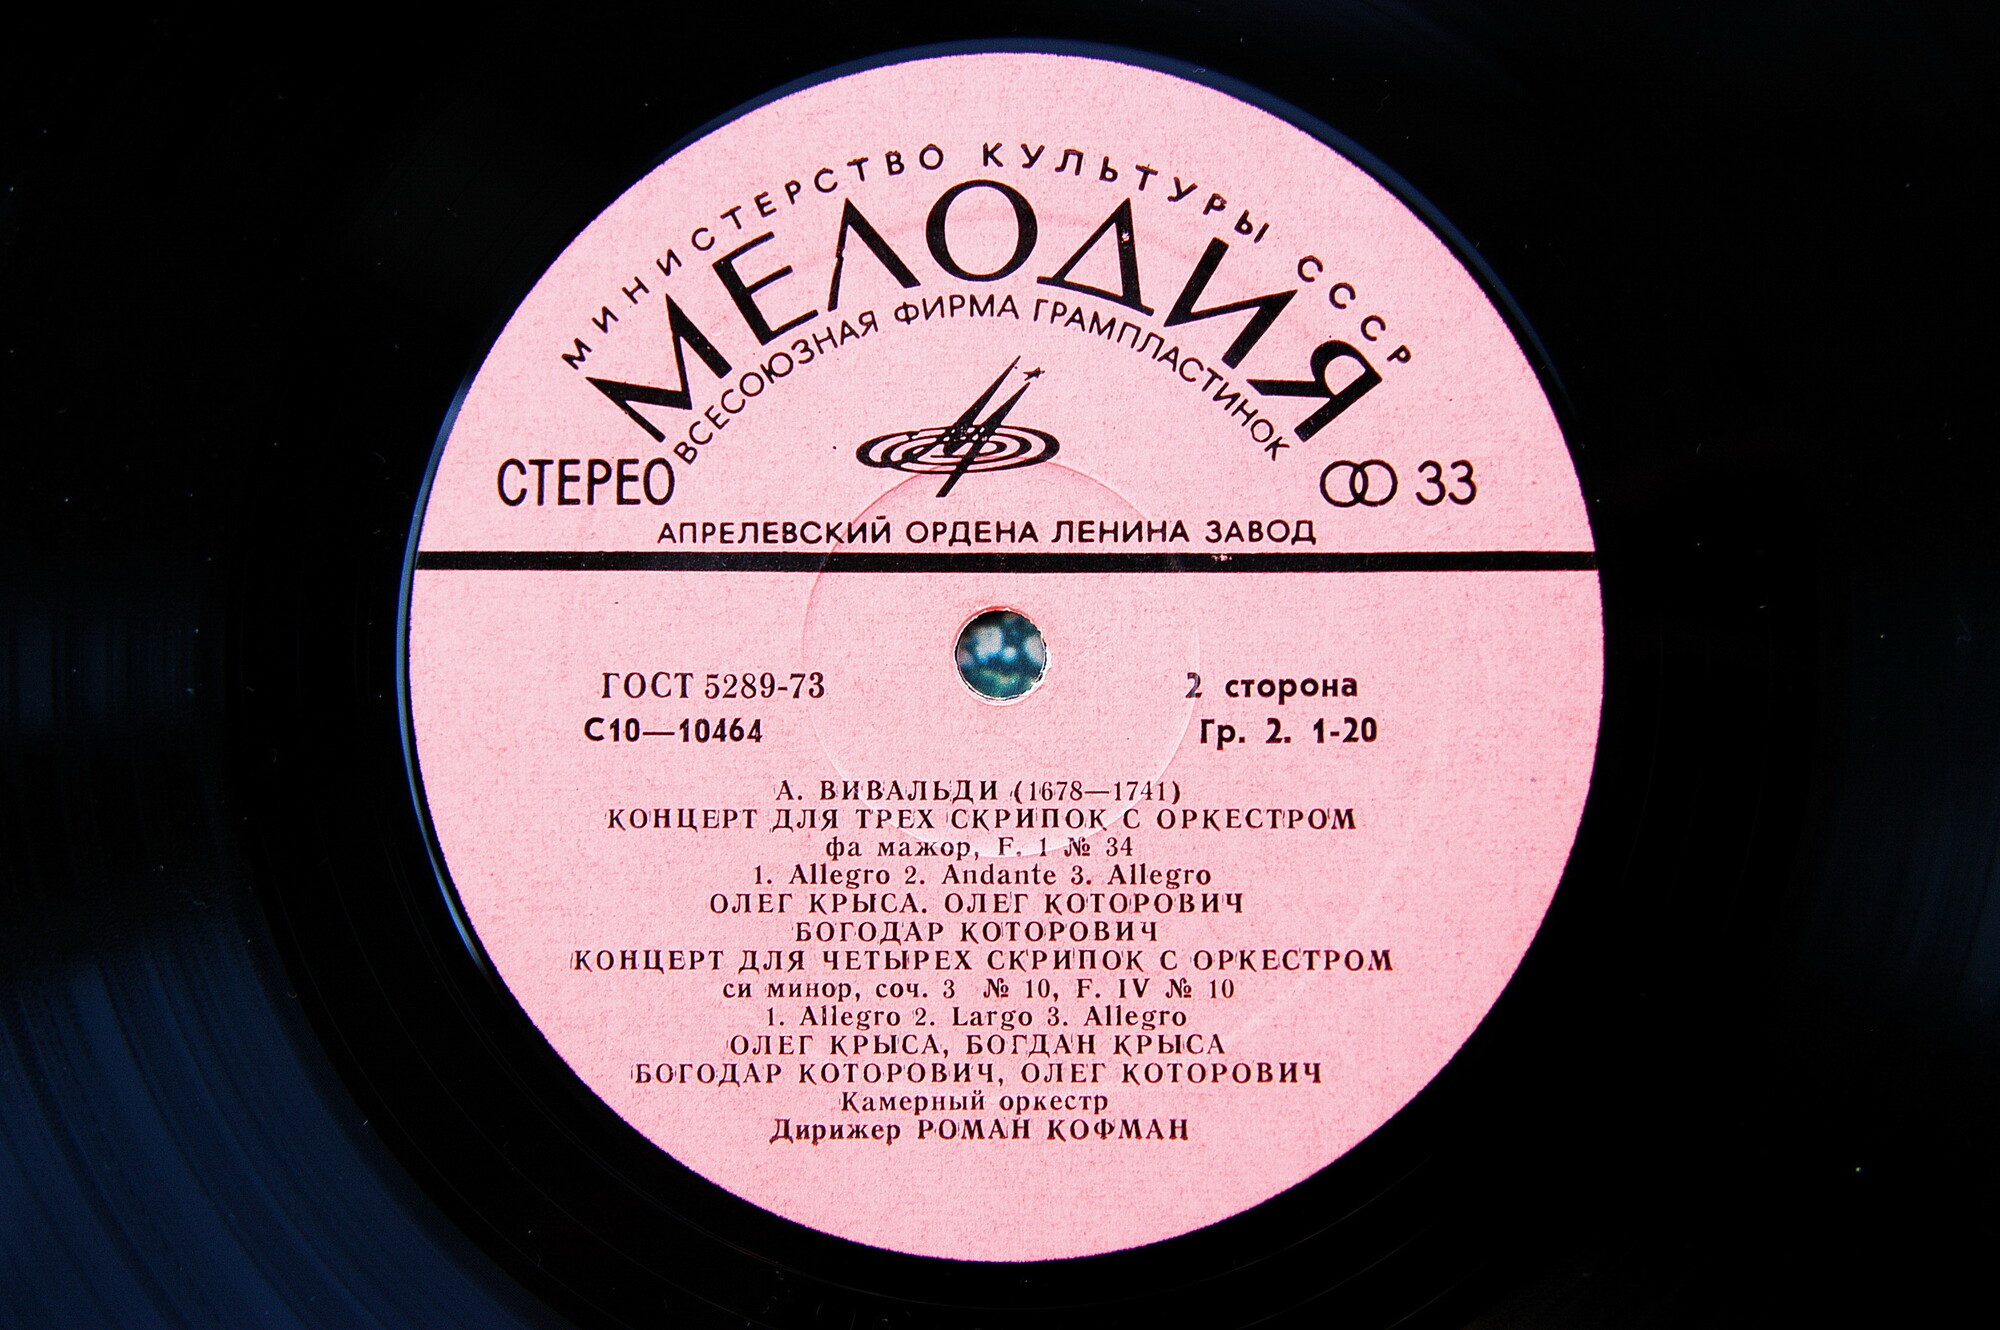 МИНИСТЕРСТВО КУЛЬТУРЫ СССР
МЕЛОДИЯ
ВСЕСОЮЗНАЯ ФИРМА ГРАМПЛАСТИНОК
СТЕРЕО
33
АПРЕЛЕВСКИЙ ОРДЕНА ЛЕНИНА ЗАВОД
ГОСТ 5289-73
2 сторона
С10—10464
Гр. 2. 1-20
А. ВИВАЛЬДИ (1678—1741)
КОНЦЕРТ ДЛЯ ТРЕХ СКРИПОК С ОРКЕСТРОМ
фа мажор, F. 1 № 34
1. Allegro 2. Andante 3. Allegro
ОЛЕГ КРЫСА. ОЛЕГ КОТОРОВИЧ
БОГОДАР КОТОРОВИЧ
КОНЦЕРТ ДЛЯ ЧЕТЫРЕХ СКРИПОК С ОРКЕСТРОМ
си минор, соч. 3 № 10, F. IV № 10
1. Allegro 2. Largo 3. Allegro
ОЛЕГ КРЫСА, БОГДАН КРЫСА
БОГОДАР КОТОРОВИЧ, ОЛЕГ КОТОРОВИЧ
Камерный оркестр
Дирижер РОМАН КОФМАН